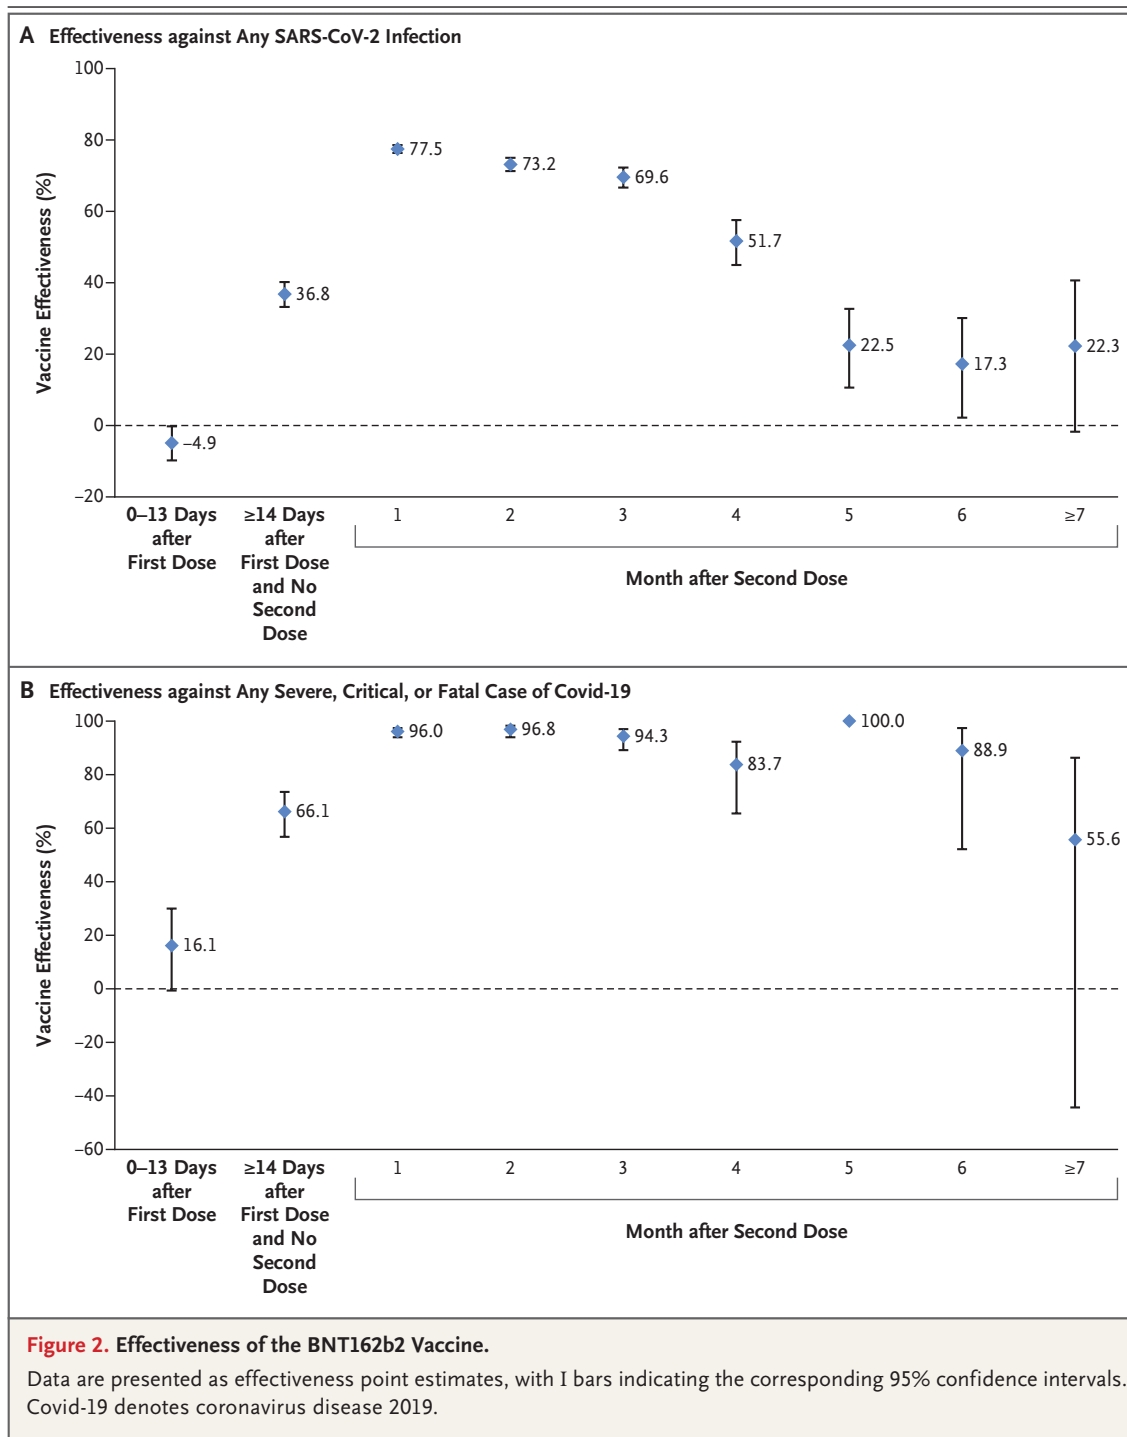 A Effectiveness against Any SARS-CoV-2 Infection
Vaccine Effectiveness (%)
100
80
60
40
20
0
–20
–4.9
36.8
77.5
73.2
69.6
51.7
22.5
17.3
22.3
0–13 Days
after
First Dose
≥14 Days
after
First Dose
and No
Second
Dose
1
2
3
4
5
6
≥7
Month after Second Dose
B Effectiveness against Any Severe, Critical, or Fatal Case of Covid-19
Vaccine Effectiveness (%)
100
80
60
40
20
0
–20
–40
–60
16.1
66.1
96.0
96.8
94.3
83.7
100.0
88.9
55.6
0–13 Days
after
First Dose
≥14 Days
after
First Dose
and No
Second
Dose
1
2
3
4
5
6
≥7
Month after Second Dose
Figure 2. Effectiveness of the BNT162b2 Vaccine.
Data are presented as effectiveness point estimates, with I bars indicating the corresponding 95% confidence intervals.
Covid-19 denotes coronavirus disease 2019.